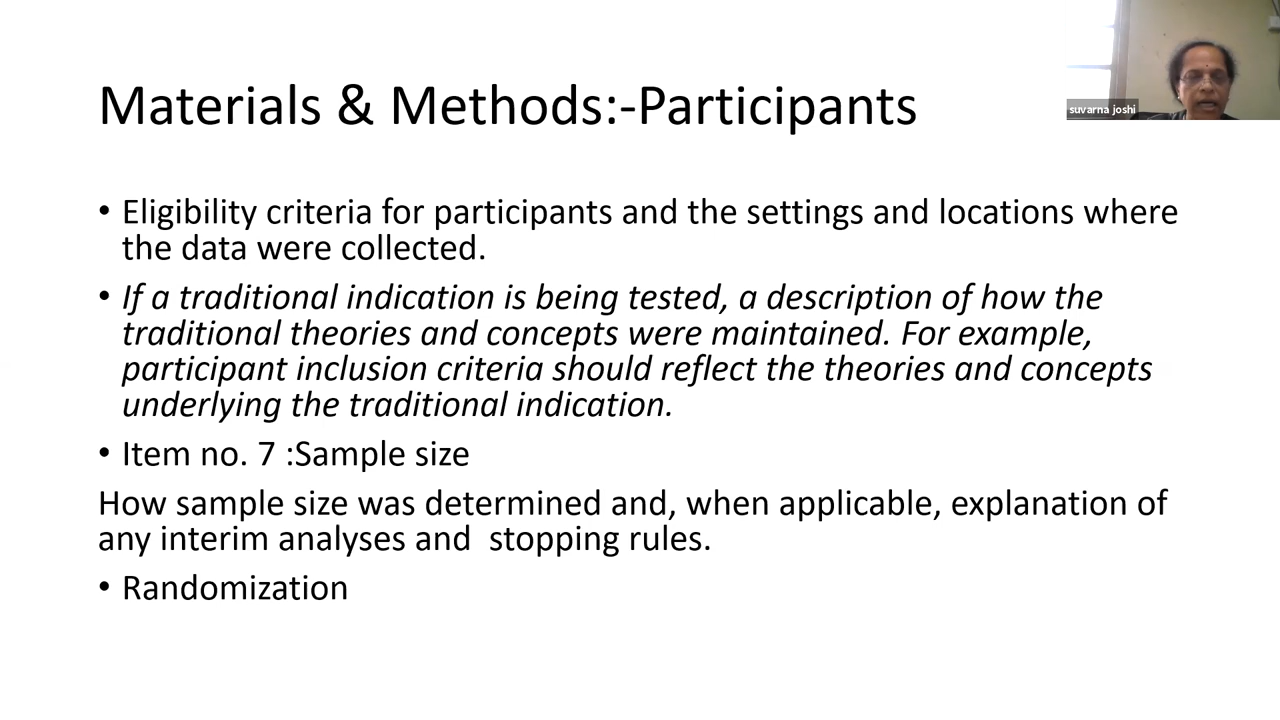 Materials & Methods:-Participants
suvarna joshi
• Eligibility criteria for participants and the settings and locations where
the data were collected.
• If a traditional indication is being tested, a description of how the
traditional theories and concepts were maintained. For example,
participant inclusion criteria should reflect the theories and concepts
underlying the traditional indication.
• Item no. 7 :Sample size
How sample size was determined and, when applicable, explanation of
any interim analyses and  stopping rules.
• Randomization